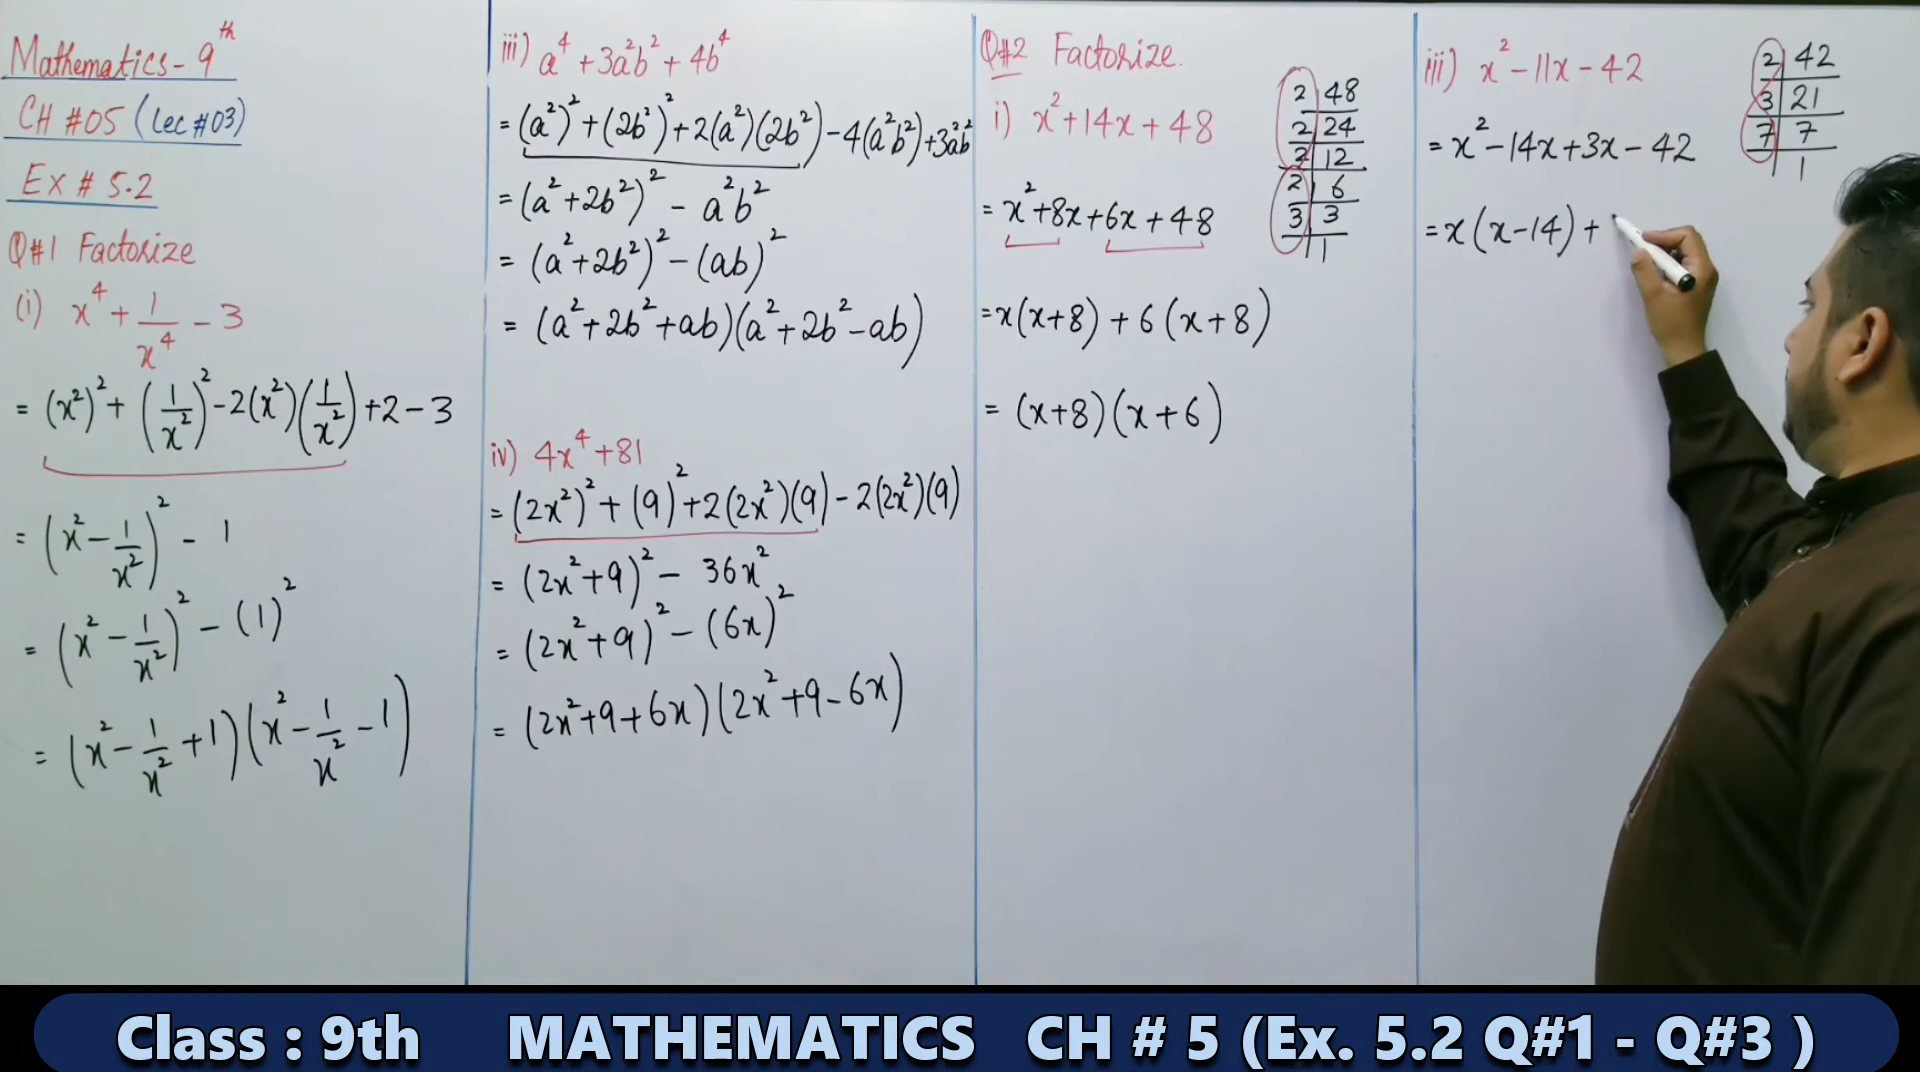 Mathematics - 9th
CH #05 (Lec #03)
Ex # 5.2
Q#1 Factorize
(i) x⁴ + 1/x⁴ - 3
= (x²)² + (1/x²)² - 2(x²)(1/x²) + 2 - 3
= (x² - 1/x²)² - 1
= (x² - 1/x²)² - (1)²
= (x² - 1/x² + 1)(x² - 1/x² - 1)
iii) a⁴ + 3a²b² + 4b⁴
= (a²)² + (2b²)² + 2(a²)(2b²) - 4(a²b²) + 3a²b²
= (a² + 2b²)² - a²b²
= (a² + 2b²)² - (ab)²
= (a² + 2b² + ab)(a² + 2b² - ab)
iv) 4x⁴ + 81
= (2x²)² + (9)² + 2(2x²)(9) - 2(2x²)(9)
= (2x² + 9)² - 36x²
= (2x² + 9)² - (6x)²
= (2x² + 9 + 6x)(2x² + 9 - 6x)
Q#2 Factorize.
i) x² + 14x + 48
= x² + 8x + 6x + 48
= x(x+8) + 6(x+8)
= (x+8)(x+6)
2 48
2 24
2 12
2 6
3 3
1
iii) x² - 11x - 42
= x² - 14x + 3x - 42
= x(x-14) +
2 42
3 21
7 7
1
Class : 9th MATHEMATICS CH # 5 (Ex. 5.2 Q#1 - Q#3 )